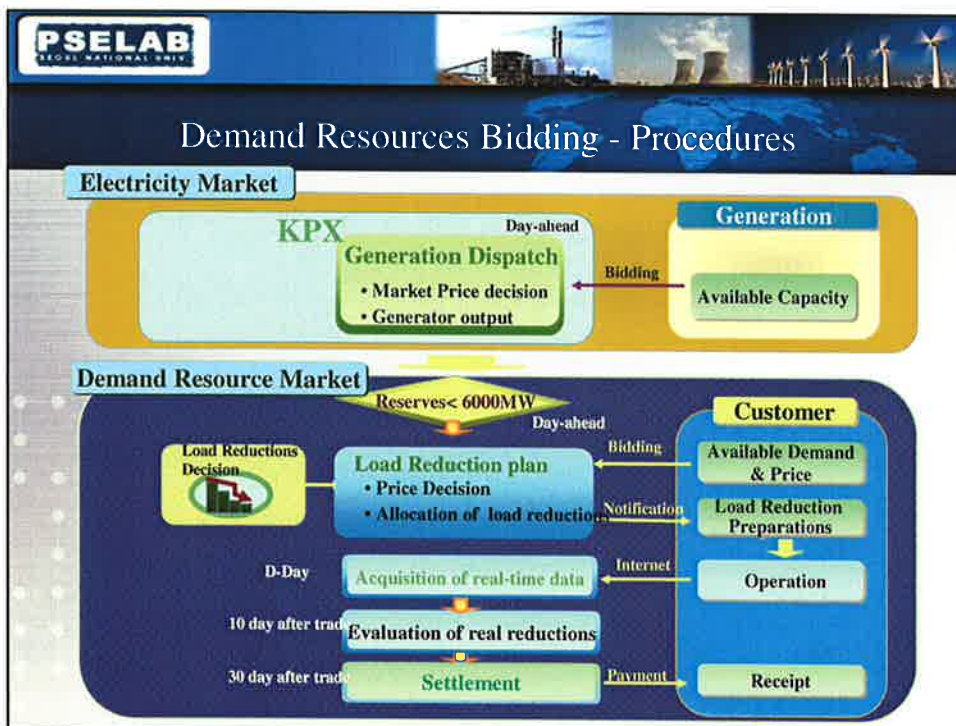 PSELAB
SEOUL NATIONAL UNIV.
Demand Resources Bidding - Procedures
Electricity Market
KPX
Day-ahead
Generation Dispatch
• Market Price decision
• Generator output
Bidding
Generation
Available Capacity
Demand Resource Market
Reserves< 6000MW
Day-ahead
Customer
Load Reductions
Decision
Load Reduction plan
• Price Decision
• Allocation of load reductions
Bidding
Available Demand
& Price
Notification
Load Reduction
Preparations
D-Day
Acquisition of real-time data
Internet
Operation
10 day after trade
Evaluation of real reductions
30 day after trade
Settlement
Payment
Receipt